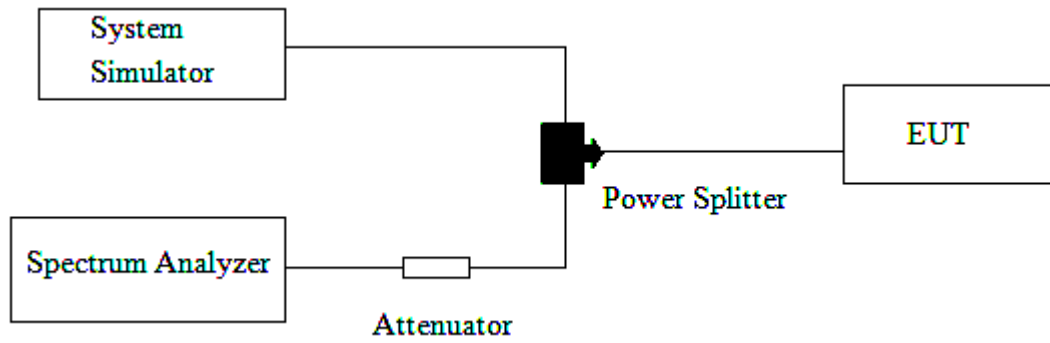 System
Simulator
EUT
Power Splitter
Spectrum Analyzer
Attenuator